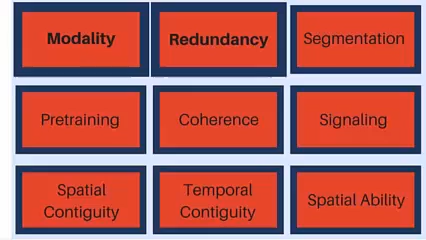 Modality
Redundancy
Segmentation
Pretraining
Coherence
Signaling
Spatial
Contiguity
Temporal
Contiguity
Spatial Ability